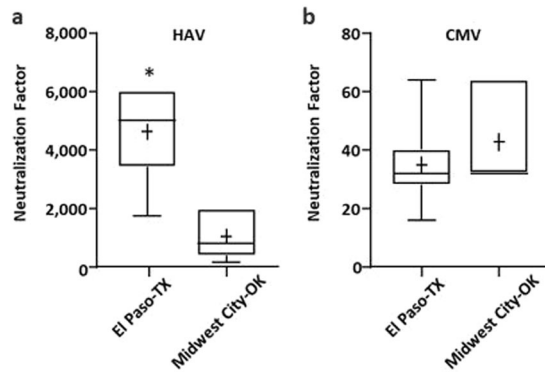 a
HAV
8,000
6,000
4,000
2,000
0
Neutralization Factor
*
El Paso-TX
Midwest City-OK
b
CMV
80
60
40
20
0
Neutralization Factor
El Paso-TX
Midwest City-OK